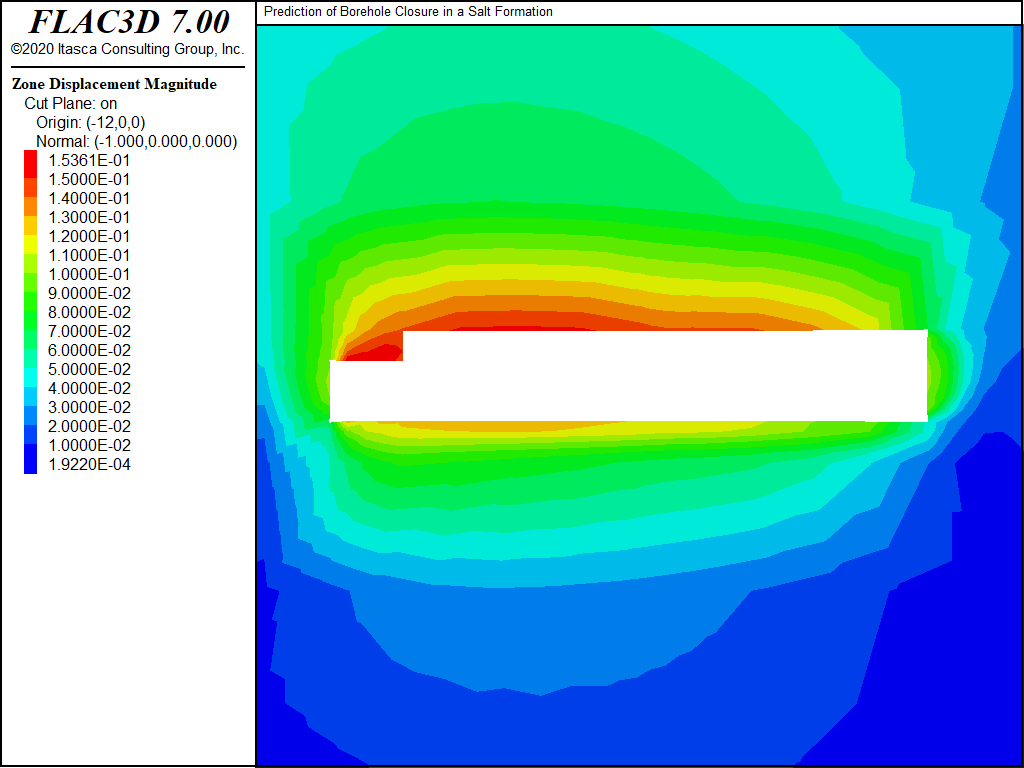 FLAC3D 7.00
©2020 Itasca Consulting Group, Inc.
Zone Displacement Magnitude
Cut Plane: on
Origin: (-12,0,0)
Normal: (-1.000,0.000,0.000)
1.5361E-01
1.5000E-01
1.4000E-01
1.3000E-01
1.2000E-01
1.1000E-01
1.0000E-01
9.0000E-02
8.0000E-02
7.0000E-02
6.0000E-02
5.0000E-02
4.0000E-02
3.0000E-02
2.0000E-02
1.0000E-02
1.9220E-04
Prediction of Borehole Closure in a Salt Formation